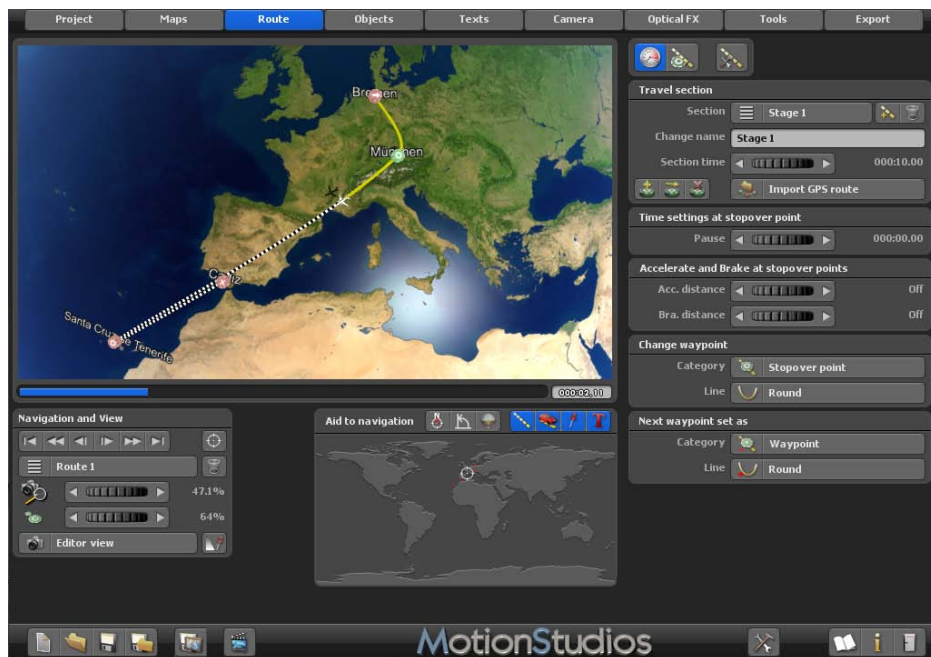 Project Maps Route Objects Texts Camera Optical FX Tools Export
Bremen
München
Santa Cruz de Tenerife
000:02,11
Travel section
Section Stage 1
Change name Stage 1
Section time 000:10.00
Import GPS route
Time settings at stopover point
Pause 000:00.00
Accelerate and Brake at stopover points
Acc. distance Off
Bra. distance Off
Change waypoint
Category Stopover point
Line Round
Next waypoint set as
Category Waypoint
Line Round
Navigation and View
Route 1
47.1%
64%
Editor view
Aid to navigation
MotionStudios